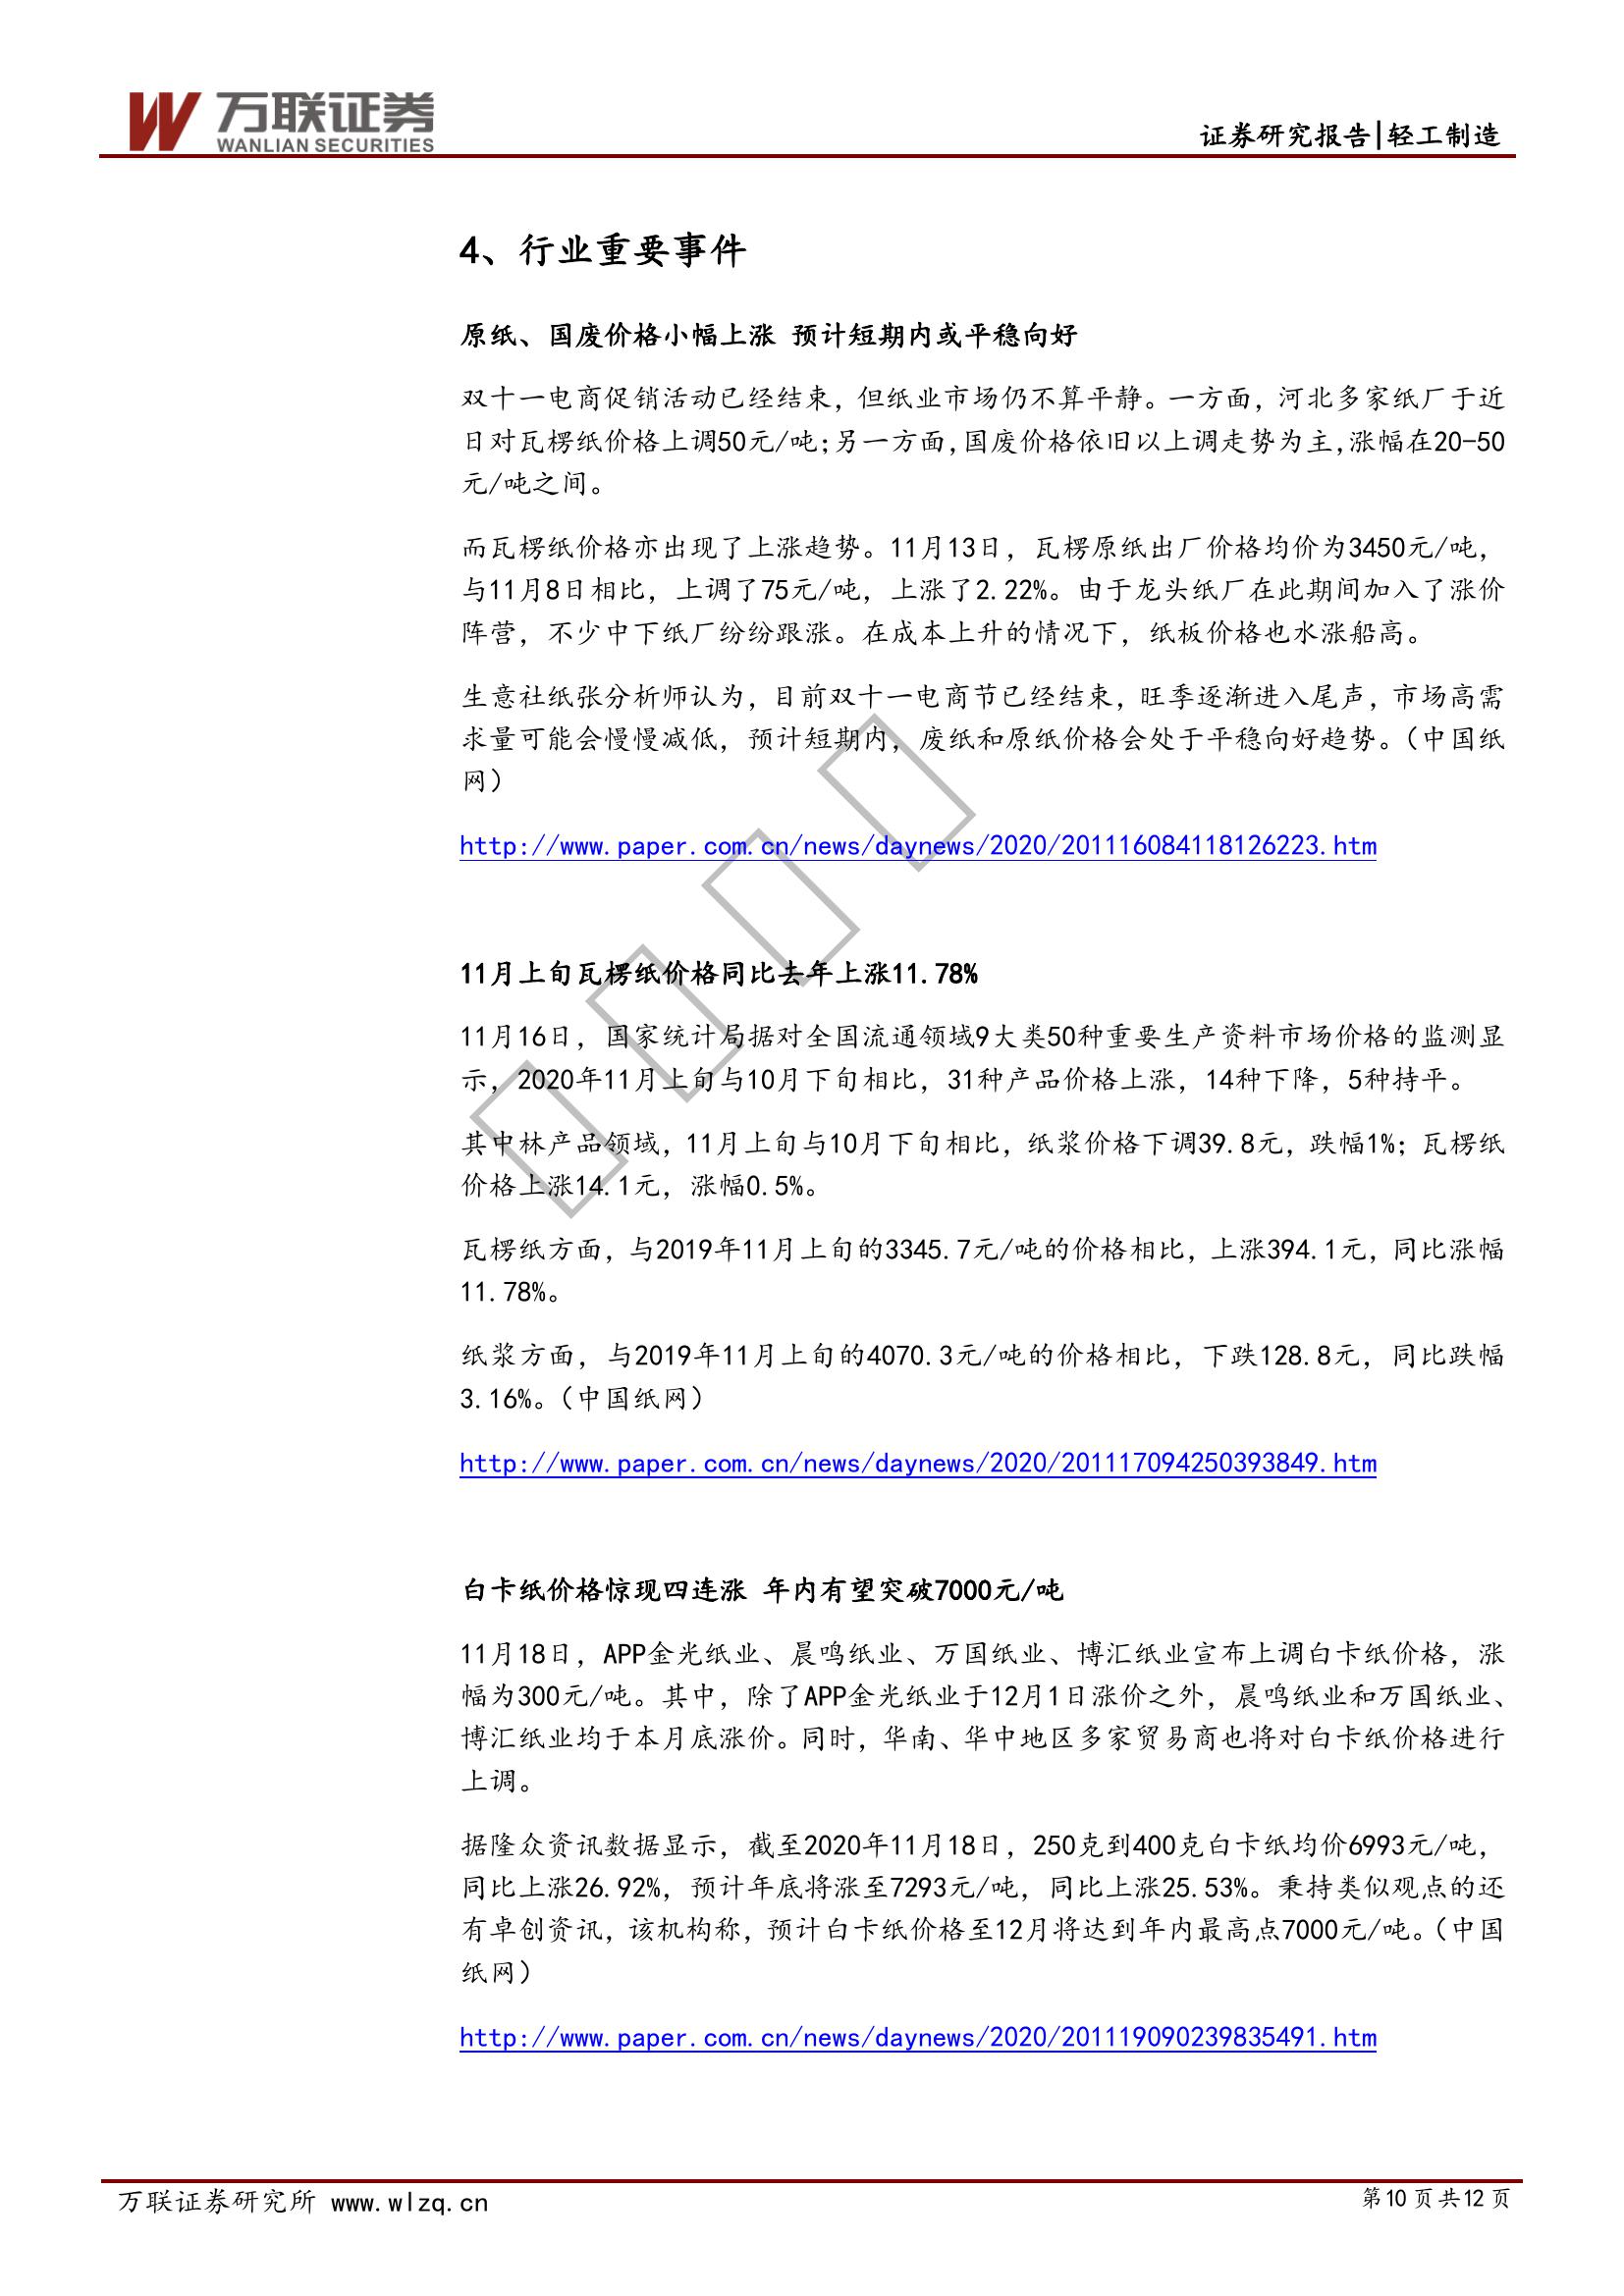 万联证券
WANLIAN SECURITIES
证券研究报告|轻工制造
4、行业重要事件
原纸、国废价格小幅上涨 预计短期内或平稳向好
双十一电商促销活动已经结束，但纸业市场仍不算平静。一方面，河北多家纸厂于近
日对瓦楞纸价格上调50元/吨；另一方面，国废价格依旧以上调走势为主，涨幅在20-50
元/吨之间。
而瓦楞纸价格亦出现了上涨趋势。11月13日，瓦楞原纸出厂价格均价为3450元/吨，
与11月8日相比，上调了75元/吨，上涨了2.22%。由于龙头纸厂在此期间加入了涨价
阵营，不少中下纸厂纷纷跟涨。在成本上升的情况下，纸板价格也水涨船高。
生意社纸张分析师认为，目前双十一电商节已经结束，旺季逐渐进入尾声，市场高需
求量可能会慢慢减低，预计短期内，废纸和原纸价格会处于平稳向好趋势。（中国纸
网）
http://www.paper.com.cn/news/daynews/2020/201116084118126223.htm
11月上旬瓦楞纸价格同比去年上涨11.78%
11月16日，国家统计局据对全国流通领域9大类50种重要生产资料市场价格的监测显
示，2020年11月上旬与10月下旬相比，31种产品价格上涨，14种下降，5种持平。
其中林产品领域，11月上旬与10月下旬相比，纸浆价格下调39.8元，跌幅1%；瓦楞纸
价格上涨14.1元，涨幅0.5%。
瓦楞纸方面，与2019年11月上旬的3345.7元/吨的价格相比，上涨394.1元，同比涨幅
11.78%。
纸浆方面，与2019年11月上旬的4070.3元/吨的价格相比，下跌128.8元，同比跌幅
3.16%。（中国纸网）
http://www.paper.com.cn/news/daynews/2020/201117094250393849.htm
白卡纸价格惊现四连涨 年内有望突破7000元/吨
11月18日，APP金光纸业、晨鸣纸业、万国纸业、博汇纸业宣布上调白卡纸价格，涨
幅为300元/吨。其中，除了APP金光纸业于12月1日涨价之外，晨鸣纸业和万国纸业、
博汇纸业均于本月底涨价。同时，华南、华中地区多家贸易商也将对白卡纸价格进行
上调。
据隆众资讯数据显示，截至2020年11月18日，250克到400克白卡纸均价6993元/吨，
同比上涨26.92%，预计年底将涨至7293元/吨，同比上涨25.53%。秉持类似观点的还
有卓创资讯，该机构称，预计白卡纸价格至12月将达到年内最高点7000元/吨。（中国
纸网）
http://www.paper.com.cn/news/daynews/2020/201119090239835491.htm
万联证券研究所 www.wlzq.cn
第10页共12页